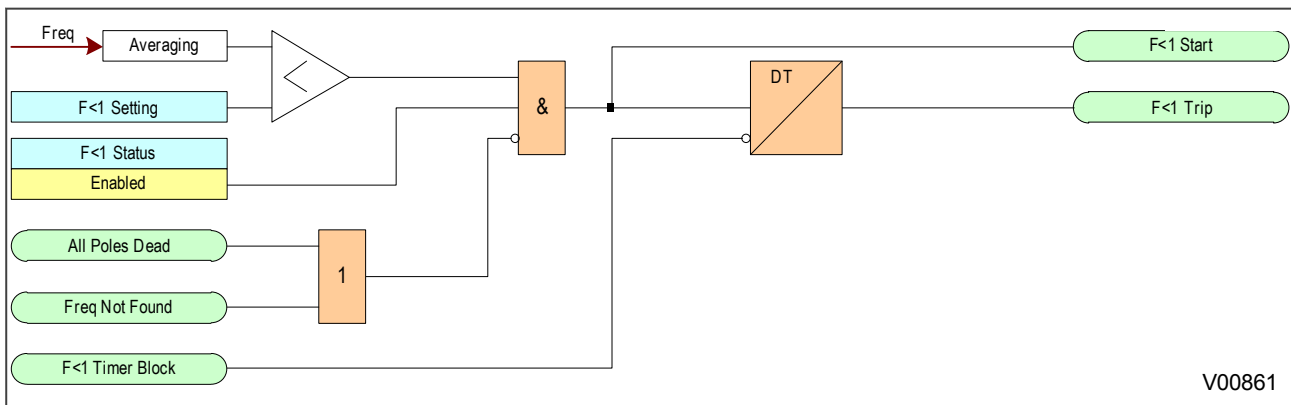 Freq
Averaging
F<1 Start
DT
F<1 Setting
&
F<1 Trip
F<1 Status
Enabled
All Poles Dead
1
Freq Not Found
F<1 Timer Block
V00861